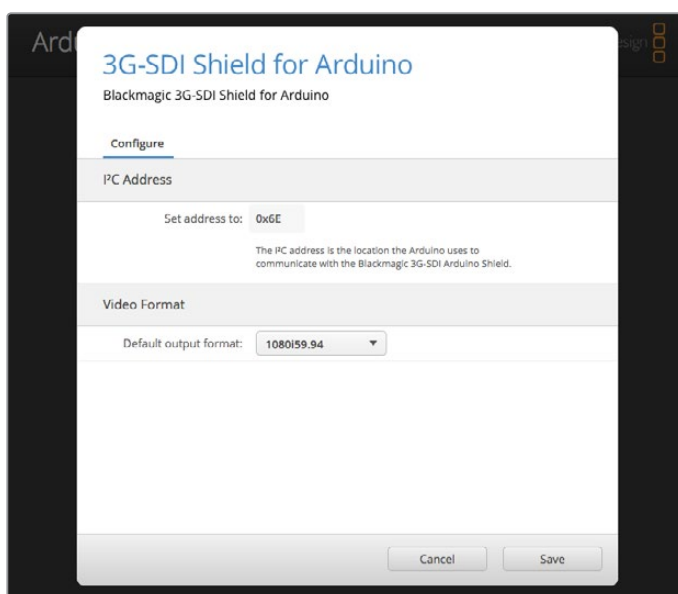 Ardu
esign
3G-SDI Shield for Arduino
Blackmagic 3G-SDI Shield for Arduino
Configure
I²C Address
Set address to: 0x6E
The I²C address is the location the Arduino uses to
communicate with the Blackmagic 3G-SDI Arduino Shield.
Video Format
Default output format: 1080i59.94
Cancel Save